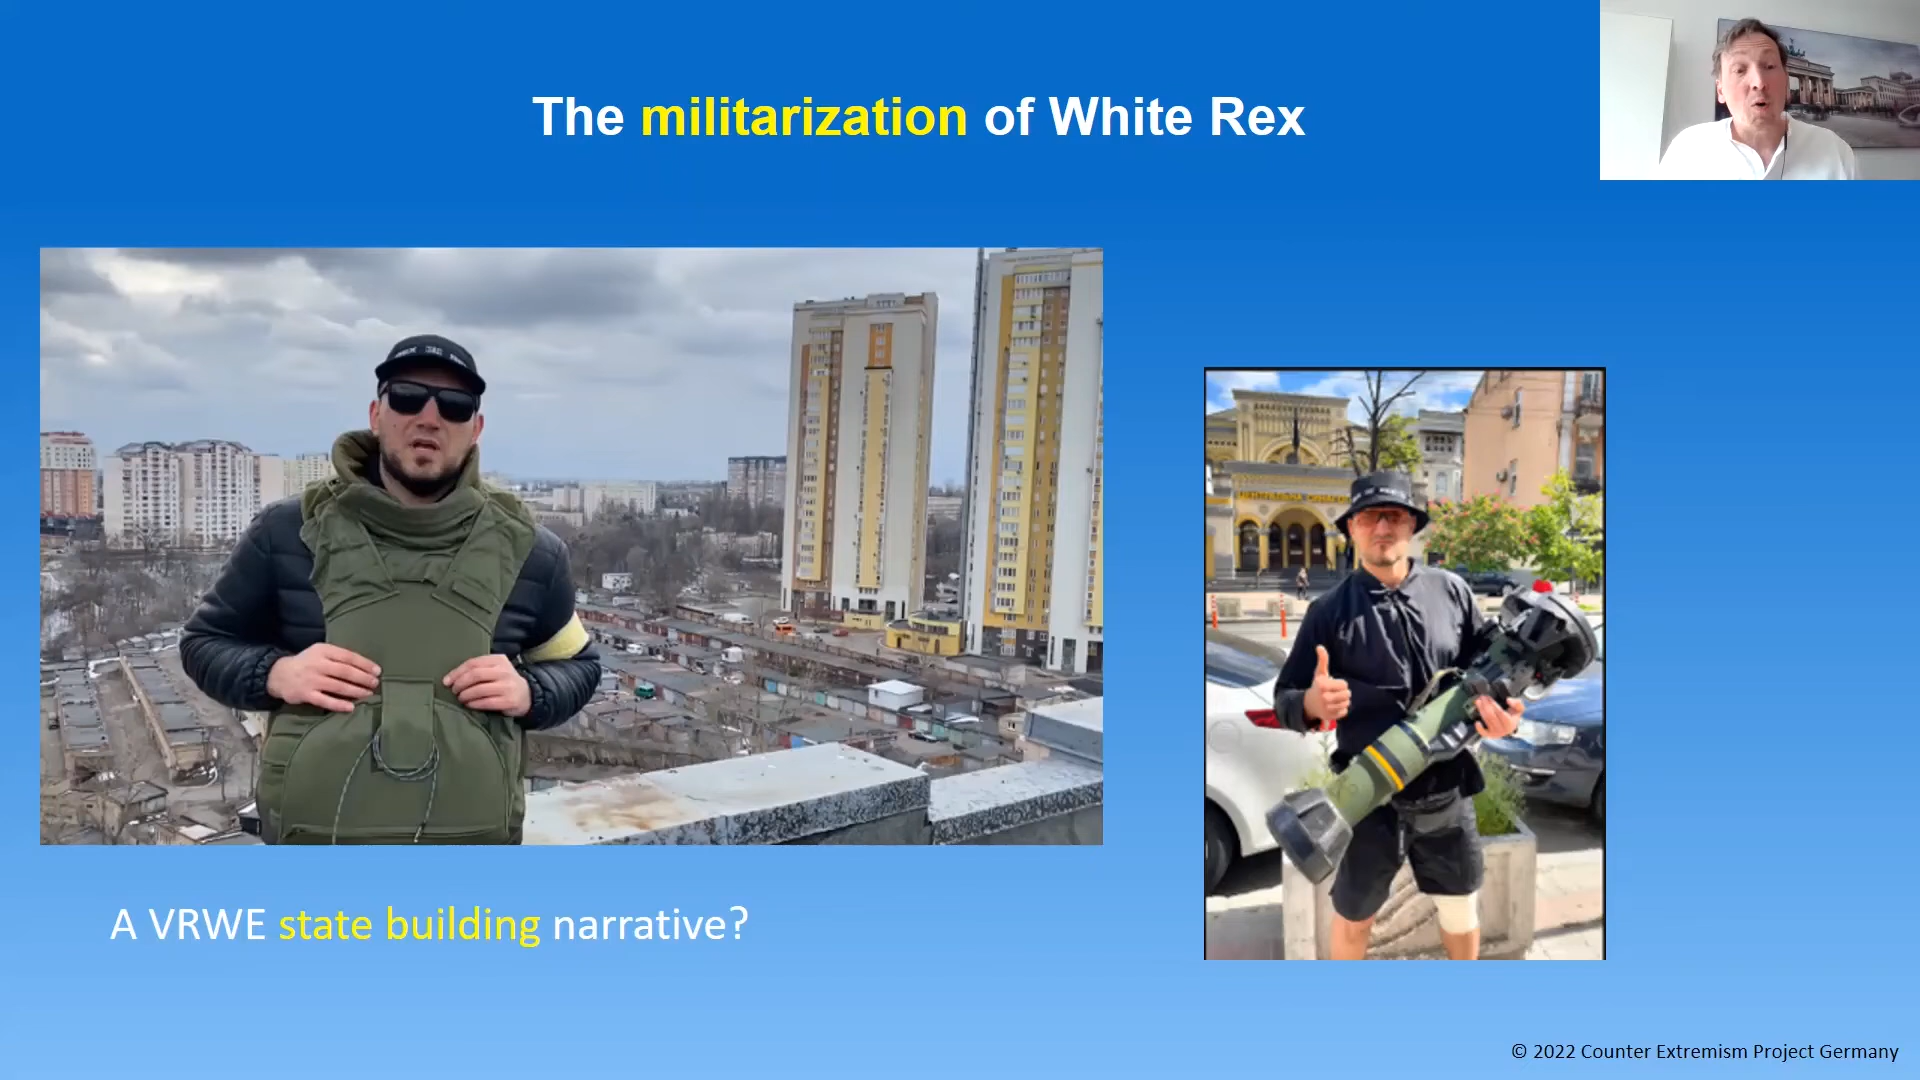 The militarization of White Rex
A VRWE state building narrative?
© 2022 Counter Extremism Project Germany